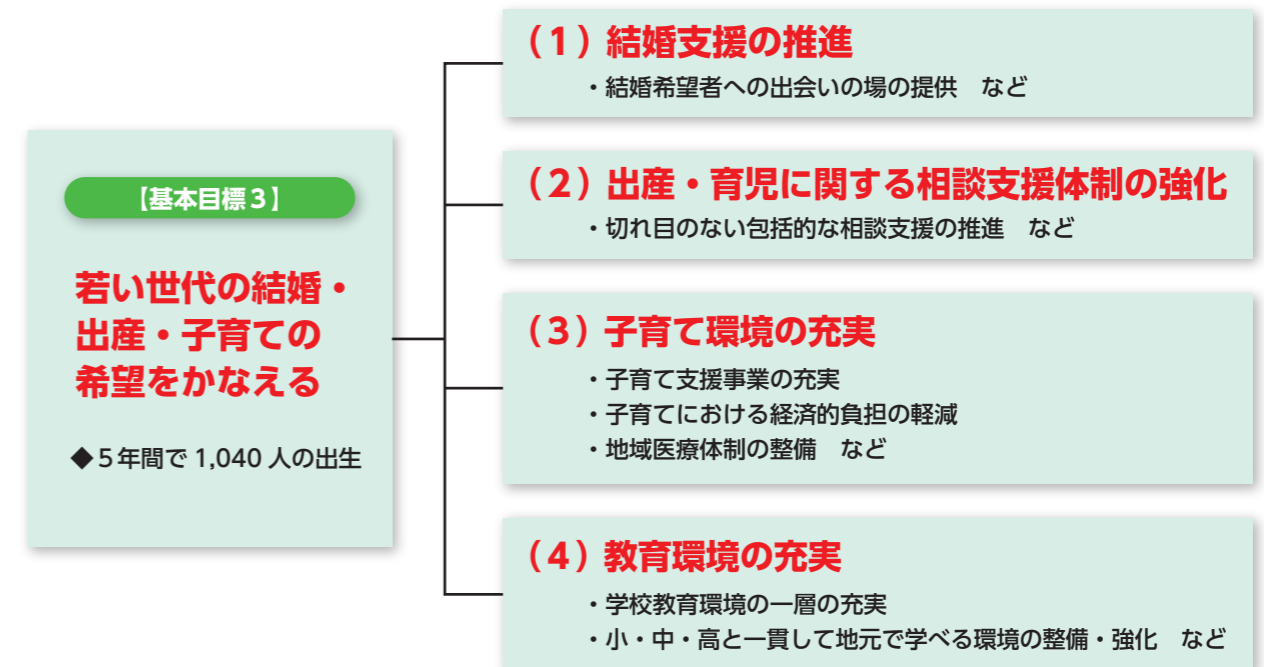 【基本目標３】
若い世代の結婚・
出産・子育ての
希望をかなえる
◆５年間で 1,040 人の出生
（１）結婚支援の推進
・結婚希望者への出会いの場の提供　など
（２）出産・育児に関する相談支援体制の強化
・切れ目のない包括的な相談支援の推進　など
（３）子育て環境の充実
・子育て支援事業の充実
・子育てにおける経済的負担の軽減
・地域医療体制の整備　など
（４）教育環境の充実
・学校教育環境の一層の充実
・小・中・高と一貫して地元で学べる環境の整備・強化　など